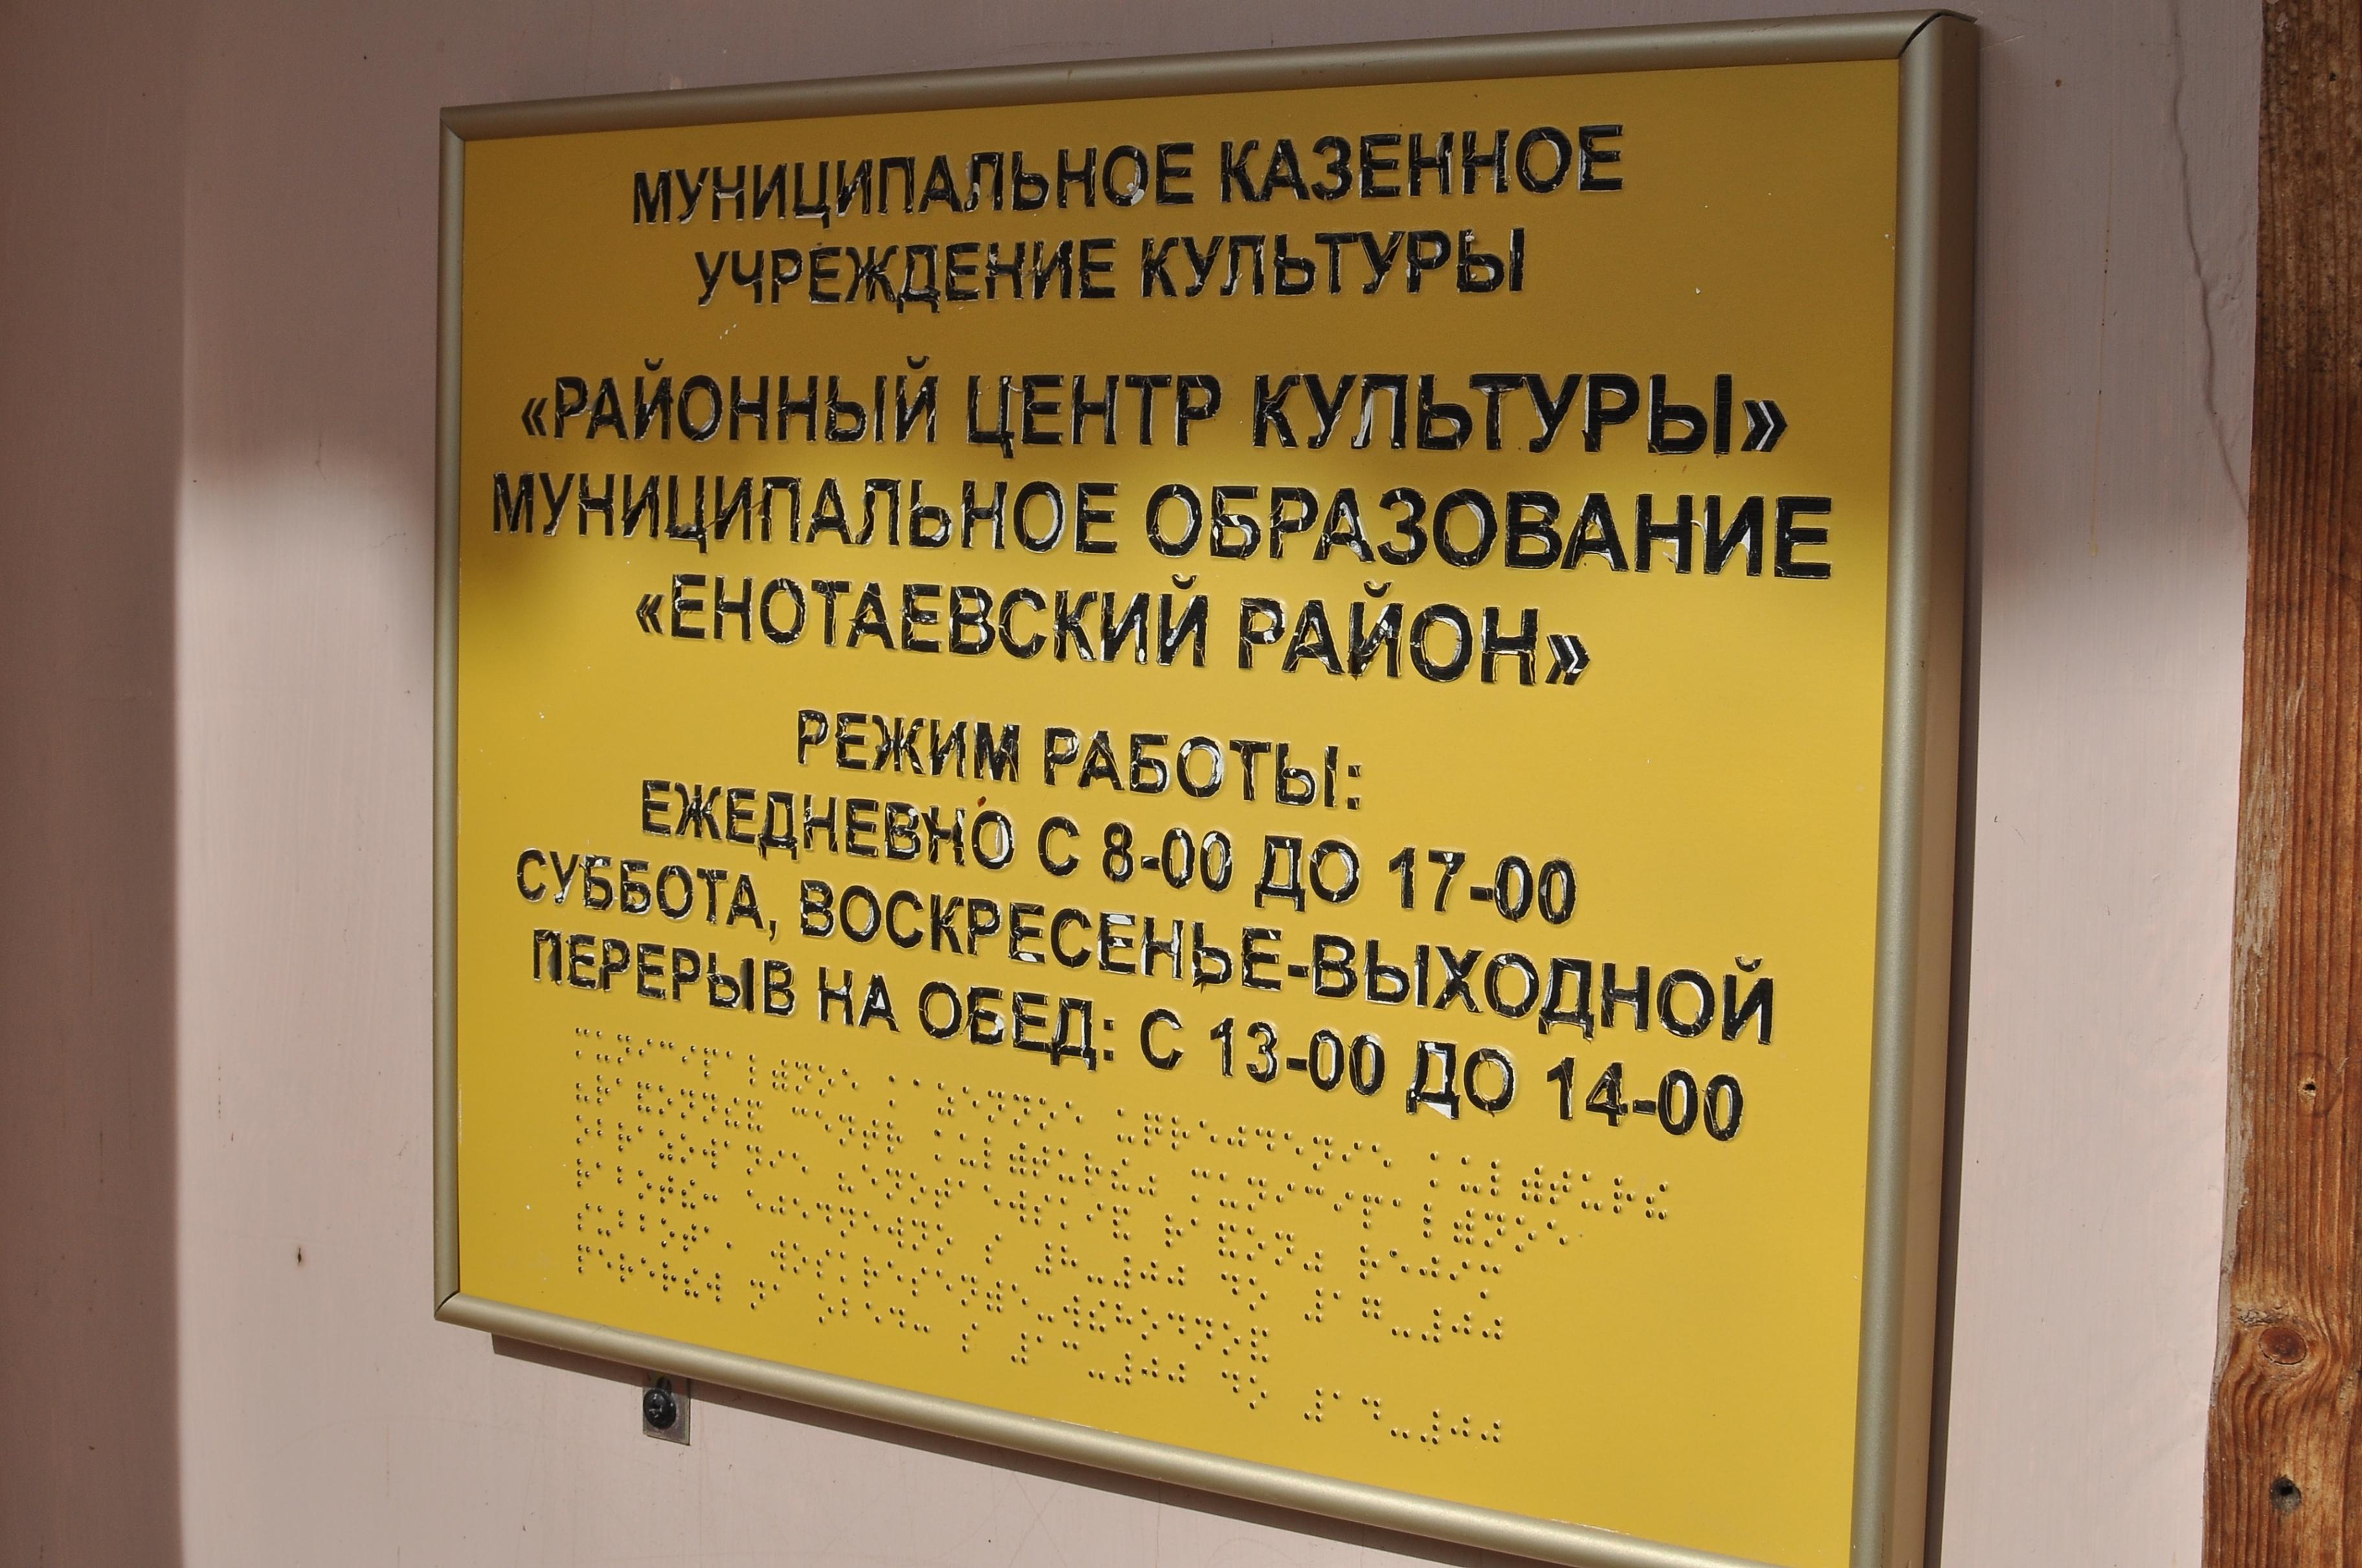 МУНИЦИПАЛЬНОЕ КАЗЕННОЕ
УЧРЕЖДЕНИЕ КУЛЬТУРЫ
«РАЙОННЫЙ ЦЕНТР КУЛЬТУРЫ»
МУНИЦИПАЛЬНОЕ ОБРАЗОВАНИЕ
«ЕНОТАЕВСКИЙ РАЙОН»
РЕЖИМ РАБОТЫ:
ЕЖЕДНЕВНО С 8-00 ДО 17-00
СУББОТА, ВОСКРЕСЕНЬЕ-ВЫХОДНОЙ
ПЕРЕРЫВ НА ОБЕД: С 13-00 ДО 14-00